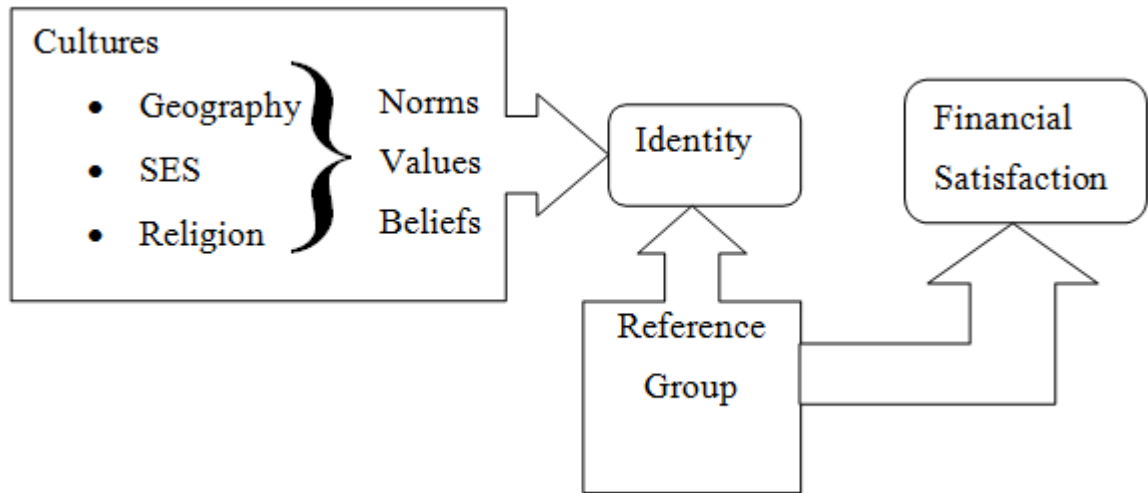 Cultures
• Geography
• SES
• Religion
Norms
Values
Beliefs
Identity
Financial
Satisfaction
Reference
Group